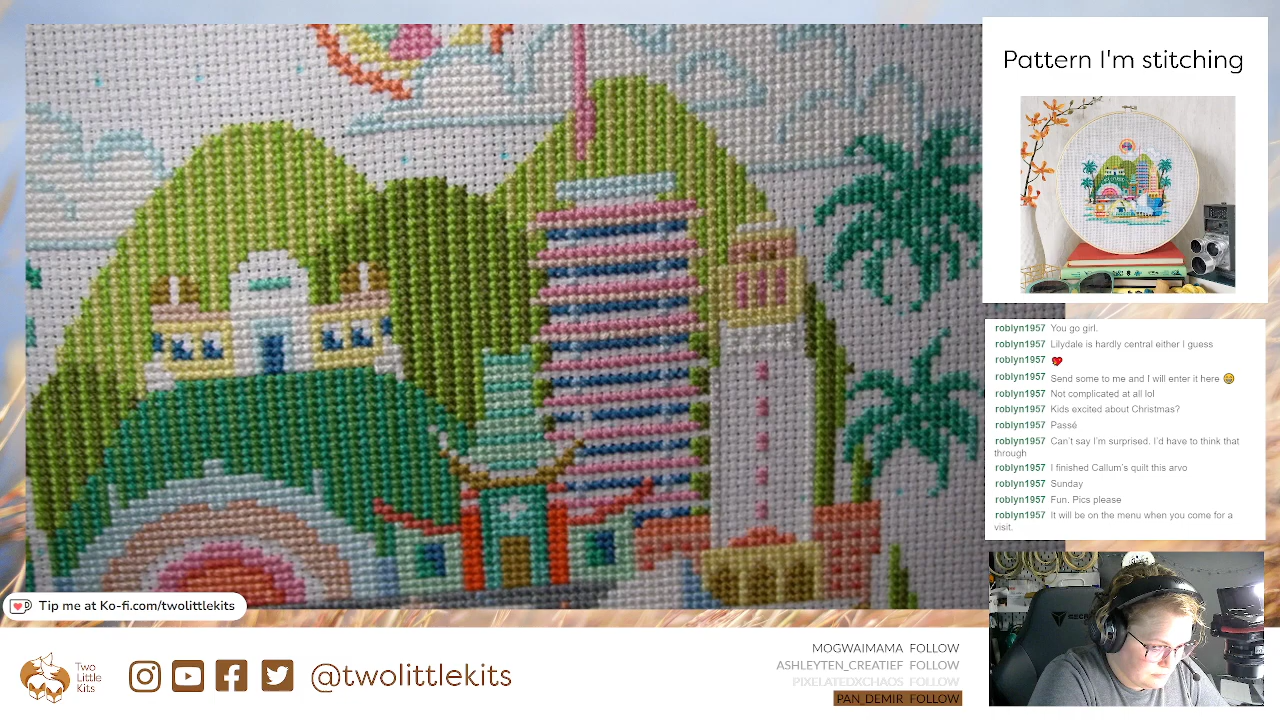 Pattern I'm stitching
roblyn1957 You go girl.
roblyn1957 Lilydale is hardly central either I guess
roblyn1957
roblyn1957 Send some to me and I will enter it here
roblyn1957 Not complicated at all lol
roblyn1957 Kids excited about Christmas?
roblyn1957 Passé
roblyn1957 Can't say I'm surprised. I'd have to think that
through
roblyn1957 I finished Callum's quilt this arvo
roblyn1957 Sunday
roblyn1957 Fun. Pics please
roblyn1957 It will be on the menu when you come for a
visit.
Tip me at Ko-fi.com/twolittlekits
Two
Little
Kits
@twolittlekits
MOGWAIMAMA FOLLOW
ASHLEYTEN_CREATIEF FOLLOW
PIXELATEDXCHAOS FOLLOW
PAN_DEMIR FOLLOW